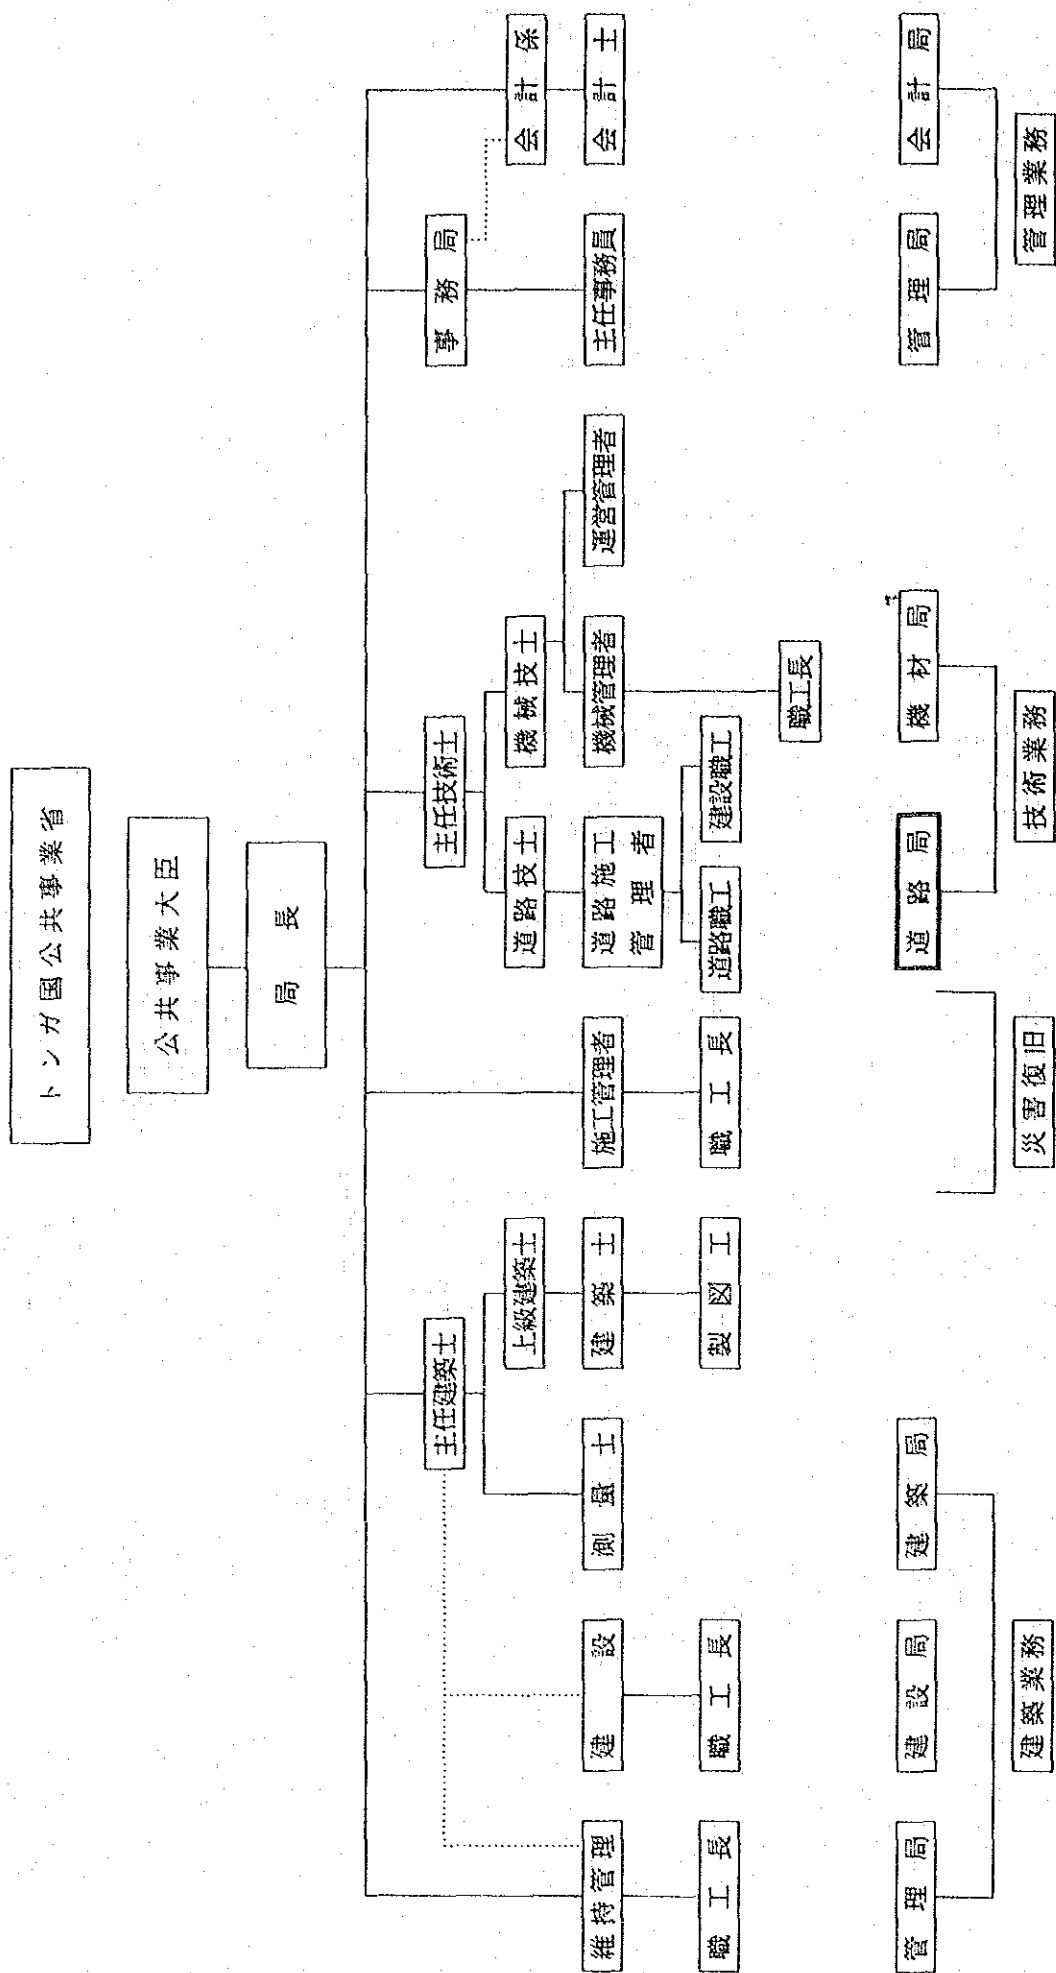 トンガ国公共事業省
公共事業大臣
局長
主任建築士
主任技術士
事務局
上級建築士
道路技士
機械技士
会計係
維持管理
建設
測量士
建築士
施工管理者
道路施工
管理者
機械管理者
運営管理者
主任事務員
会計士
職工長
職工長
製図工
職工長
道路職工
建設職工
職工長
管理局
建設局
建築局
道路局
機材局
管理局
会計局
建築業務
災害復旧
技術業務
管理業務